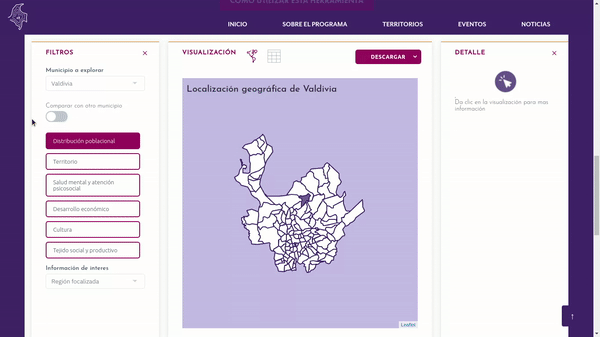 COMO UTILIZAR ESTA HERRAMIENTA
INICIO
SOBRE EL PROGRAMA
TERRITORIOS
EVENTOS
NOTICIAS
FILTROS
×
Municipio a explorar
Valdivia
Comparar con otro municipio
Distribución poblacional
Territorio
Salud mental y atención
psicosocial
Desarrollo económico
Cultura
Tejido social y productivo
Información de interes
Región focalizada
VISUALIZACIÓN
DESCARGAR
Localización geográfica de Valdivia
Leaflet
DETALLE
×
Da clic en la visualización para mas
información.
↑